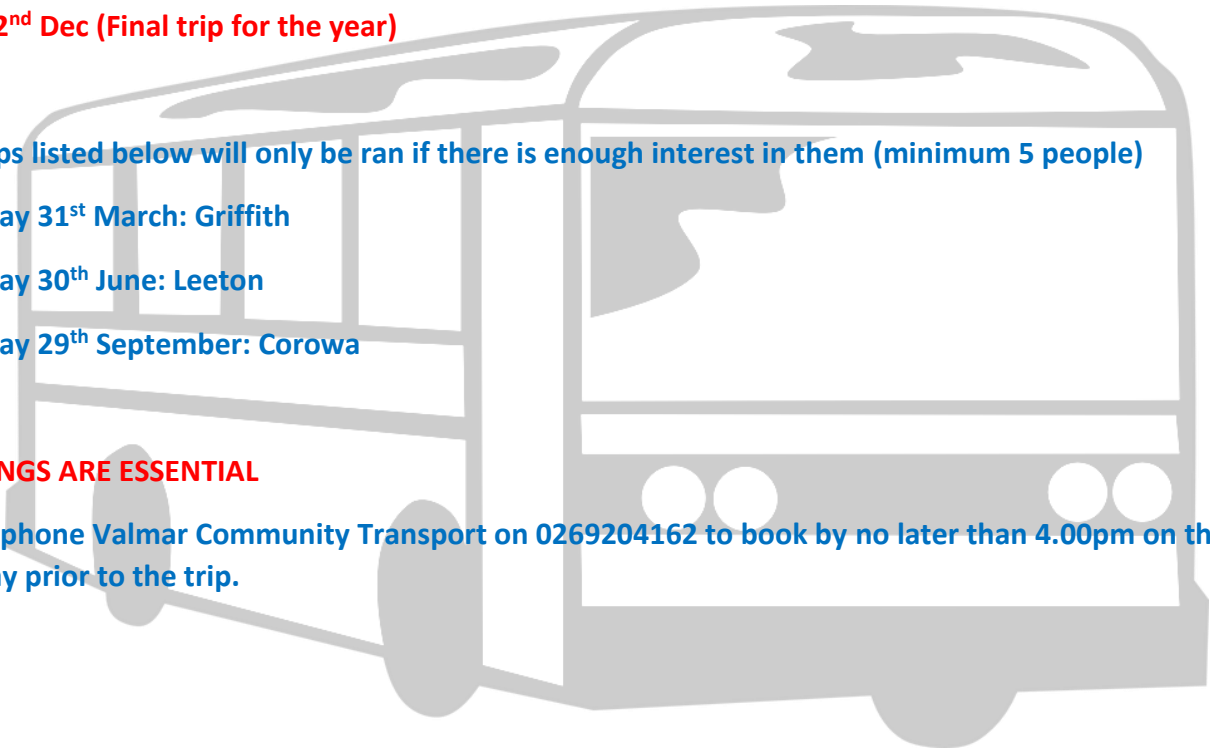 2nd Dec (Final trip for the year)
ps listed below will only be ran if there is enough interest in them (minimum 5 people)
ay 31st March: Griffith
ay 30th June: Leeton
ay 29th September: Corowa
NGS ARE ESSENTIAL
phone Valmar Community Transport on 0269204162 to book by no later than 4.00pm on th
ay prior to the trip.